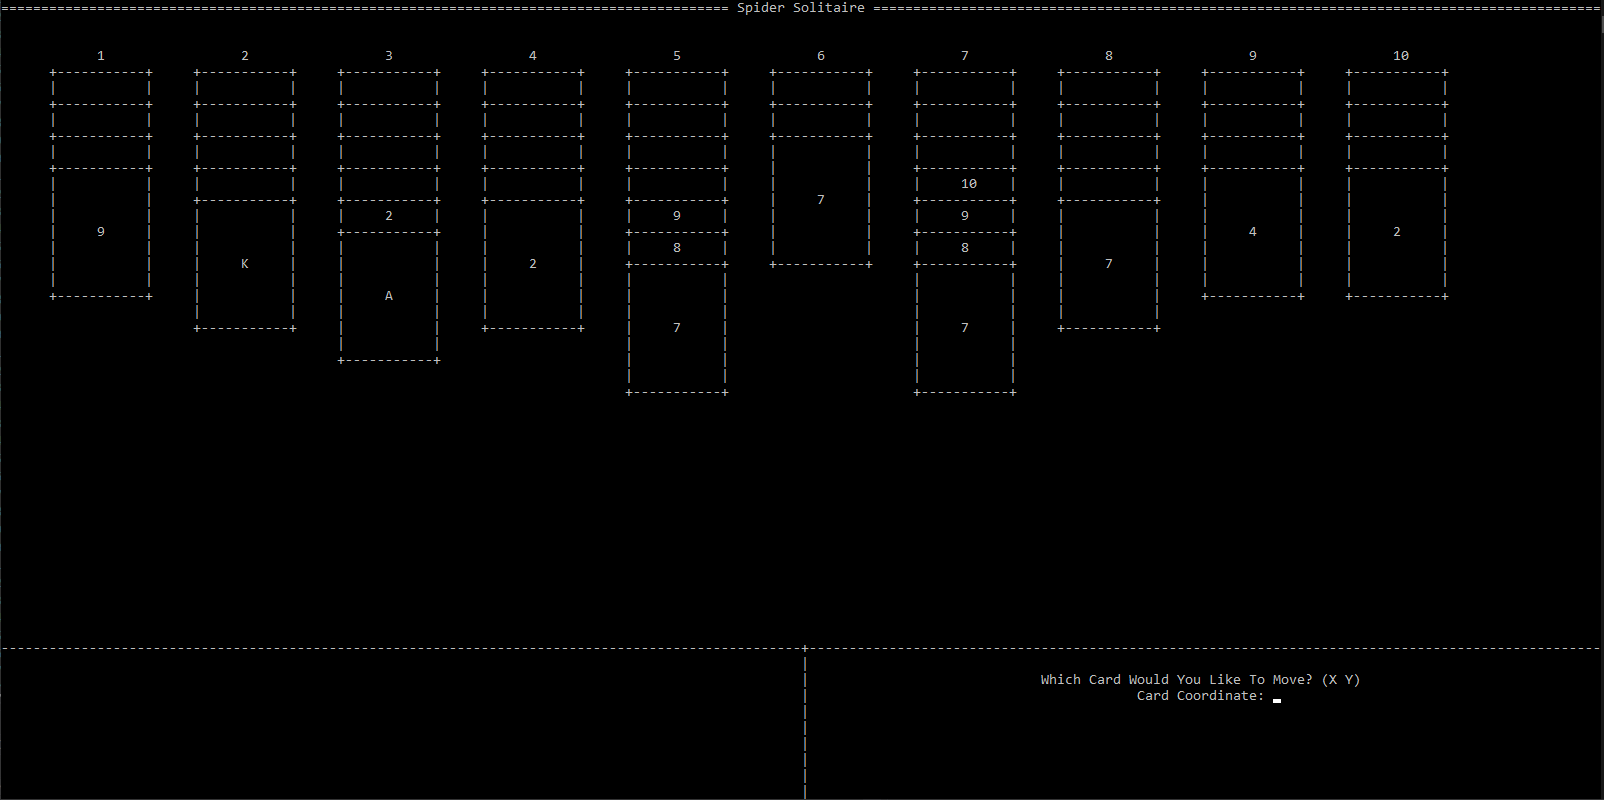 Spider Solitaire
1 2 3 4 5 6 7 8 9 10
10
7
2 9 9
9 4 2
8 8
K 2 7
A
7 7
Which Card Would You Like To Move? (X Y)
Card Coordinate: